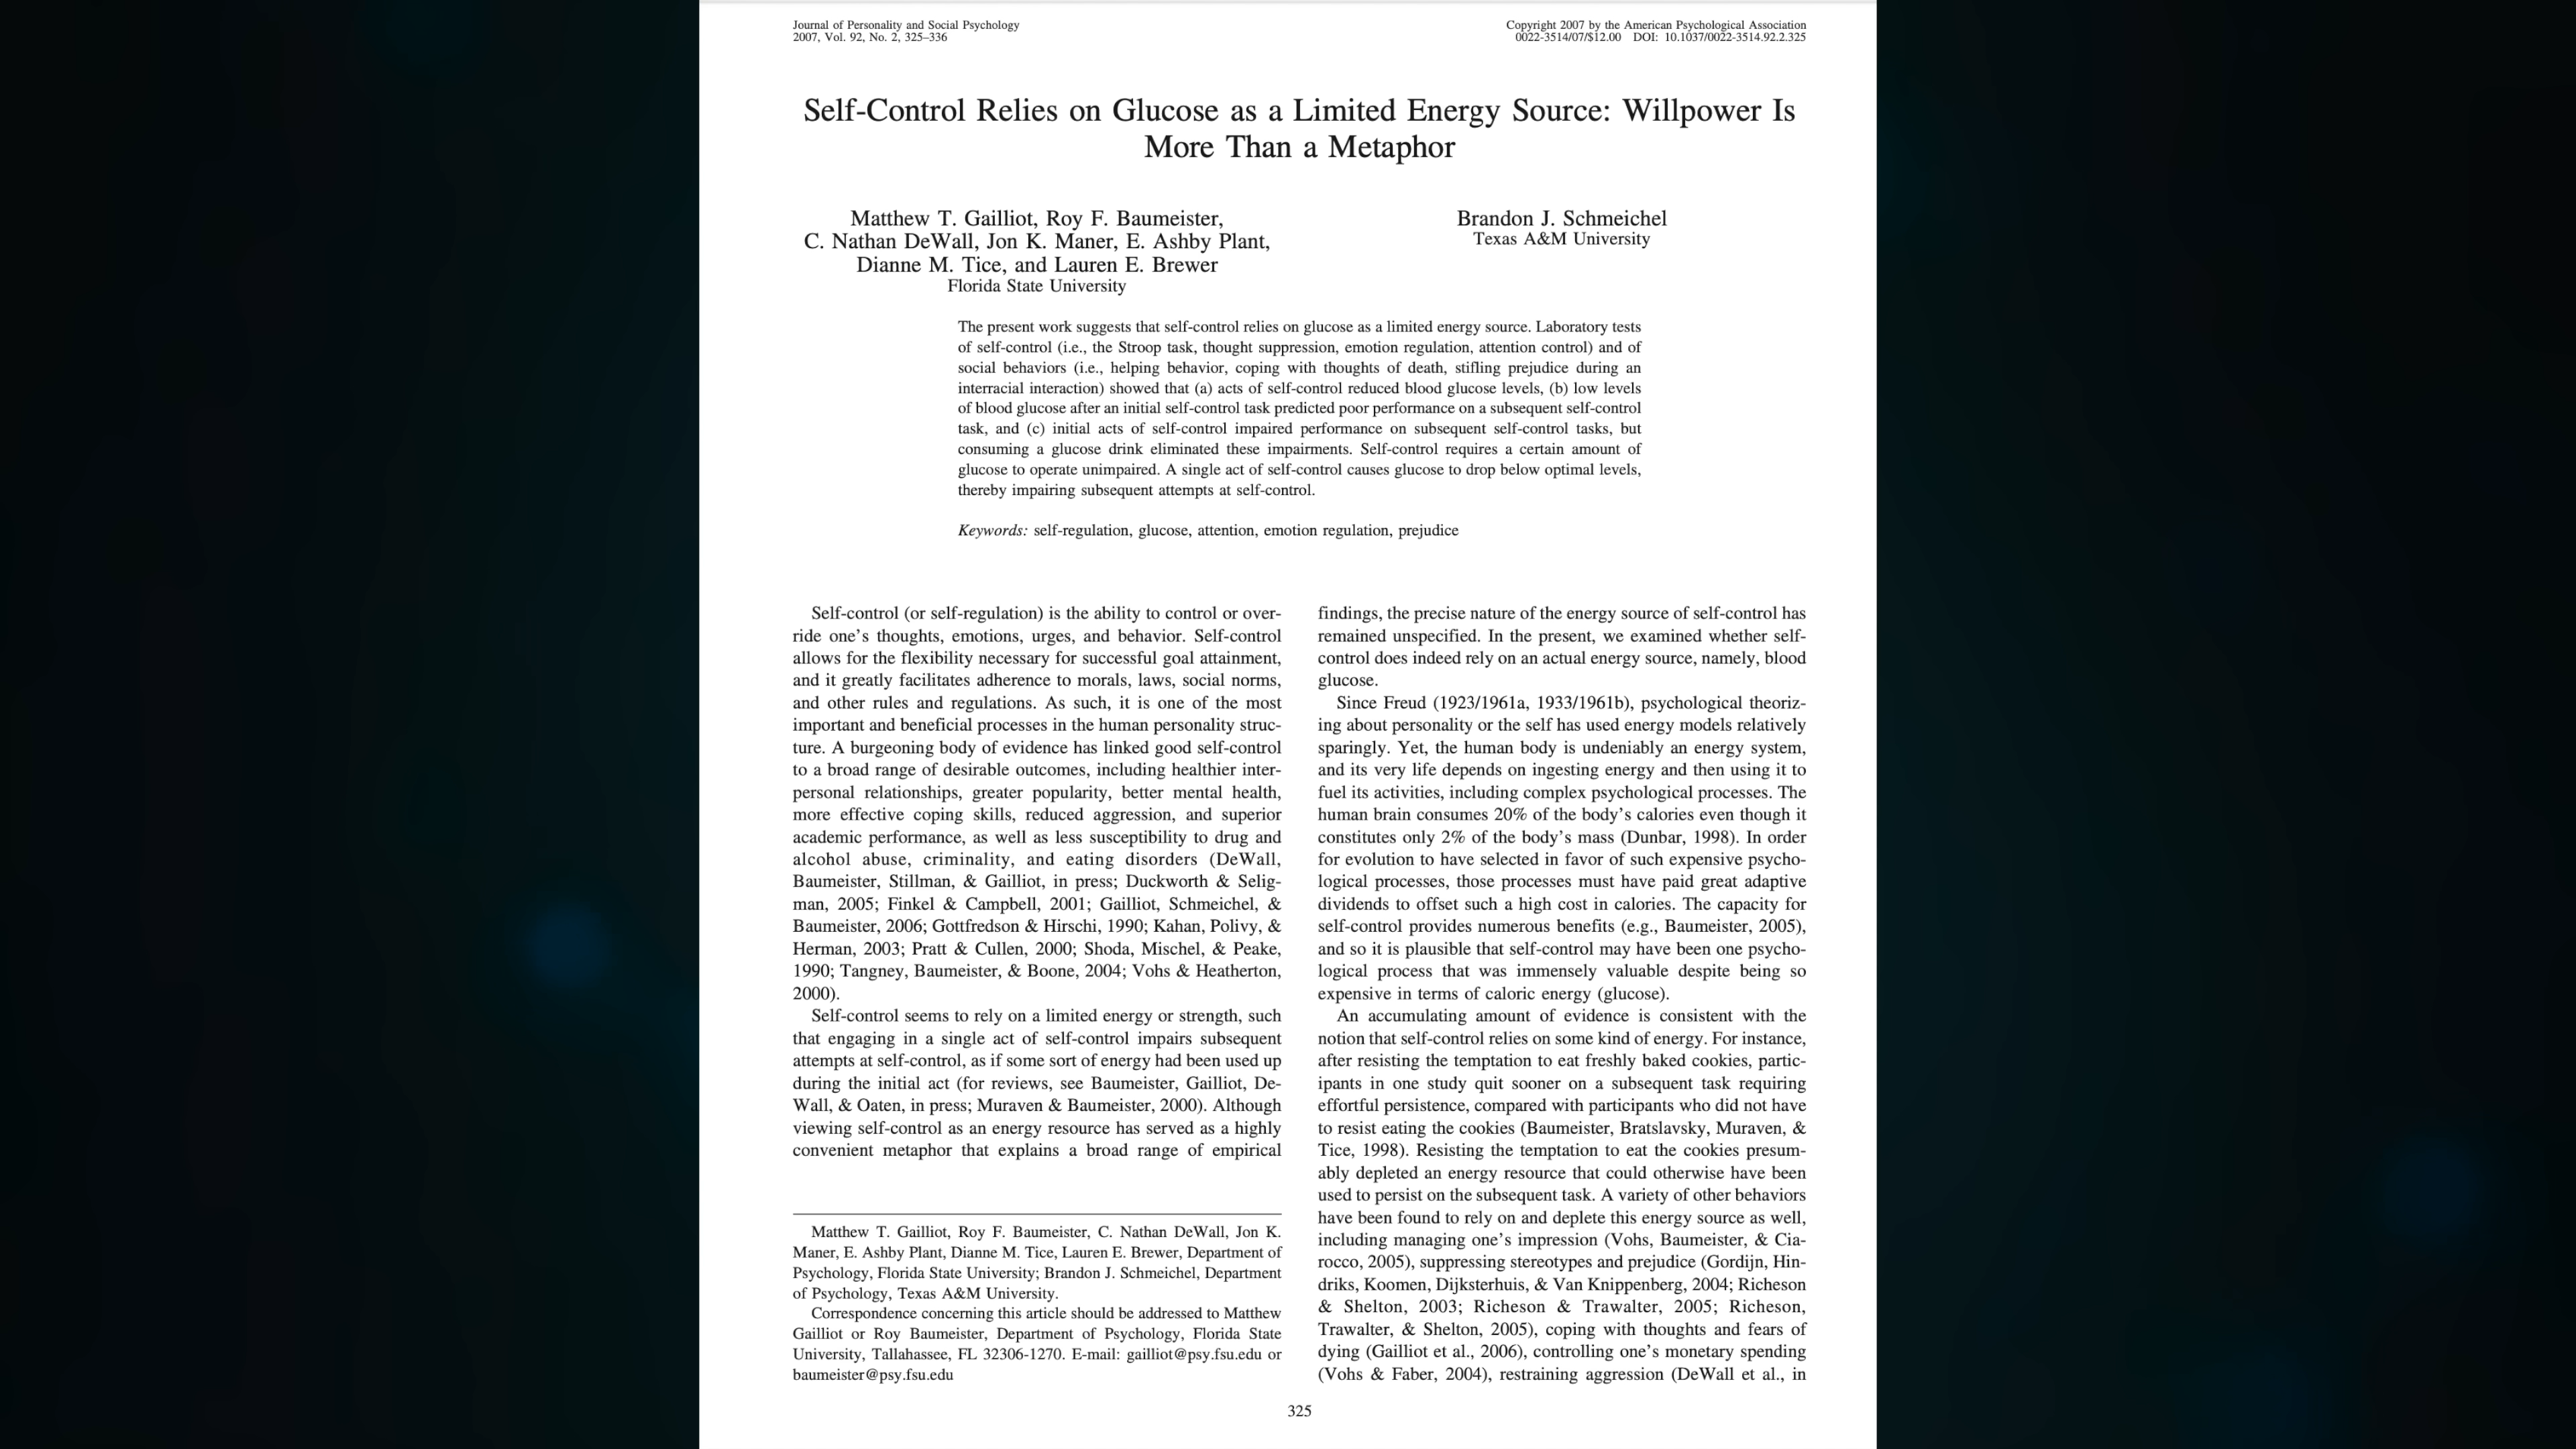 Journal of Personality and Social Psychology
2007, Vol. 92, No. 2, 325–336
Copyright 2007 by the American Psychological Association
0022-3514/07/$12.00 DOI: 10.1037/0022-3514.92.2.325
Self-Control Relies on Glucose as a Limited Energy Source: Willpower Is
More Than a Metaphor
Matthew T. Gailliot, Roy F. Baumeister,
C. Nathan DeWall, Jon K. Maner, E. Ashby Plant,
Dianne M. Tice, and Lauren E. Brewer
Florida State University
Brandon J. Schmeichel
Texas A&M University
The present work suggests that self-control relies on glucose as a limited energy source. Laboratory tests
of self-control (i.e., the Stroop task, thought suppression, emotion regulation, attention control) and of
social behaviors (i.e., helping behavior, coping with thoughts of death, stifling prejudice during an
interracial interaction) showed that (a) acts of self-control reduced blood glucose levels, (b) low levels
of blood glucose after an initial self-control task predicted poor performance on a subsequent self-control
task, and (c) initial acts of self-control impaired performance on subsequent self-control tasks, but
consuming a glucose drink eliminated these impairments. Self-control requires a certain amount of
glucose to operate unimpaired. A single act of self-control causes glucose to drop below optimal levels,
thereby impairing subsequent attempts at self-control.
Keywords: self-regulation, glucose, attention, emotion regulation, prejudice
Self-control (or self-regulation) is the ability to control or over-
ride one's thoughts, emotions, urges, and behavior. Self-control
allows for the flexibility necessary for successful goal attainment,
and it greatly facilitates adherence to morals, laws, social norms,
and other rules and regulations. As such, it is one of the most
important and beneficial processes in the human personality struc-
ture. A burgeoning body of evidence has linked good self-control
to a broad range of desirable outcomes, including healthier inter-
personal relationships, greater popularity, better mental health,
more effective coping skills, reduced aggression, and superior
academic performance, as well as less susceptibility to drug and
alcohol abuse, criminality, and eating disorders (DeWall,
Baumeister, Stillman, & Gailliot, in press; Duckworth & Selig-
man, 2005; Finkel & Campbell, 2001; Gailliot, Schmeichel, &
Baumeister, 2006; Gottfredson & Hirschi, 1990; Kahan, Polivy, &
Herman, 2003; Pratt & Cullen, 2000; Shoda, Mischel, & Peake,
1990; Tangney, Baumeister, & Boone, 2004; Vohs & Heatherton,
2000).
Self-control seems to rely on a limited energy or strength, such
that engaging in a single act of self-control impairs subsequent
attempts at self-control, as if some sort of energy had been used up
during the initial act (for reviews, see Baumeister, Gailliot, De-
Wall, & Oaten, in press; Muraven & Baumeister, 2000). Although
viewing self-control as an energy resource has served as a highly
convenient metaphor that explains a broad range of empirical
Matthew T. Gailliot, Roy F. Baumeister, C. Nathan DeWall, Jon K.
Maner, E. Ashby Plant, Dianne M. Tice, Lauren E. Brewer, Department of
Psychology, Florida State University; Brandon J. Schmeichel, Department
of Psychology, Texas A&M University.
Correspondence concerning this article should be addressed to Matthew
Gailliot or Roy Baumeister, Department of Psychology, Florida State
University, Tallahassee, FL 32306-1270. E-mail: gailliot@psy.fsu.edu or
baumeister@psy.fsu.edu
findings, the precise nature of the energy source of self-control has
remained unspecified. In the present, we examined whether self-
control does indeed rely on an actual energy source, namely, blood
glucose.
Since Freud (1923/1961a, 1933/1961b), psychological theoriz-
ing about personality or the self has used energy models relatively
sparingly. Yet, the human body is undeniably an energy system,
and its very life depends on ingesting energy and then using it to
fuel its activities, including complex psychological processes. The
human brain consumes 20% of the body's calories even though it
constitutes only 2% of the body's mass (Dunbar, 1998). In order
for evolution to have selected in favor of such expensive psycho-
logical processes, those processes must have paid great adaptive
dividends to offset such a high cost in calories. The capacity for
self-control provides numerous benefits (e.g., Baumeister, 2005),
and so it is plausible that self-control may have been one psycho-
logical process that was immensely valuable despite being so
expensive in terms of caloric energy (glucose).
An accumulating amount of evidence is consistent with the
notion that self-control relies on some kind of energy. For instance,
after resisting the temptation to eat freshly baked cookies, partic-
ipants in one study quit sooner on a subsequent task requiring
effortful persistence, compared with participants who did not have
to resist eating the cookies (Baumeister, Bratslavsky, Muraven, &
Tice, 1998). Resisting the temptation to eat the cookies presum-
ably depleted an energy resource that could otherwise have been
used to persist on the subsequent task. A variety of other behaviors
have been found to rely on and deplete this energy source as well,
including managing one's impression (Vohs, Baumeister, & Cia-
rocco, 2005), suppressing stereotypes and prejudice (Gordijn, Hin-
driks, Koomen, Dijksterhuis, & Van Knippenberg, 2004; Richeson
& Shelton, 2003; Richeson & Trawalter, 2005; Richeson,
Trawalter, & Shelton, 2005), coping with thoughts and fears of
dying (Gailliot et al., 2006), controlling one's monetary spending
(Vohs & Faber, 2004), restraining aggression (DeWall et al., in
325